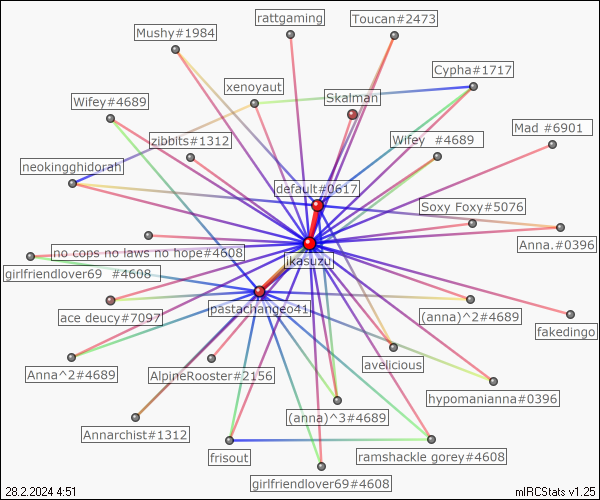 rattgaming
Toucan#2473
Mushy#1984
Cypha#1717
xenoyaut
Skalman
Wifey#4689
Mad #6901
zibbits#1312
Wifey  #4689
neokingghidorah
default#0617
Soxy Foxy#5076
Anna.#0396
no cops no laws no hope#4608
ikasuzu
girlfriendlover69  #4608
pastachangeo41
ace deucy#7097
(anna)^2#4689
fakedingo
avelicious
Anna^2#4689
AlpineRooster#2156
hypomanianna#0396
(anna)^3#4689
Annarchist#1312
frisout
ramshackle gorey#4608
girlfriendlover69#4608
28.2.2024 4:51
mIRCStats v1.25